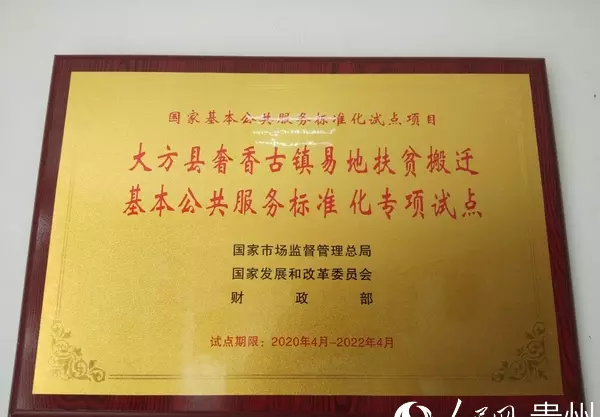 国家基本公共服务标准化试点项目
大方县奢香古镇易地扶贫搬迁
基本公共服务标准化专项试点
国家市场监督管理总局
国家发展和改革委员会
财政部
试点期限：2020年4月-2022年4月
人民网 贵州